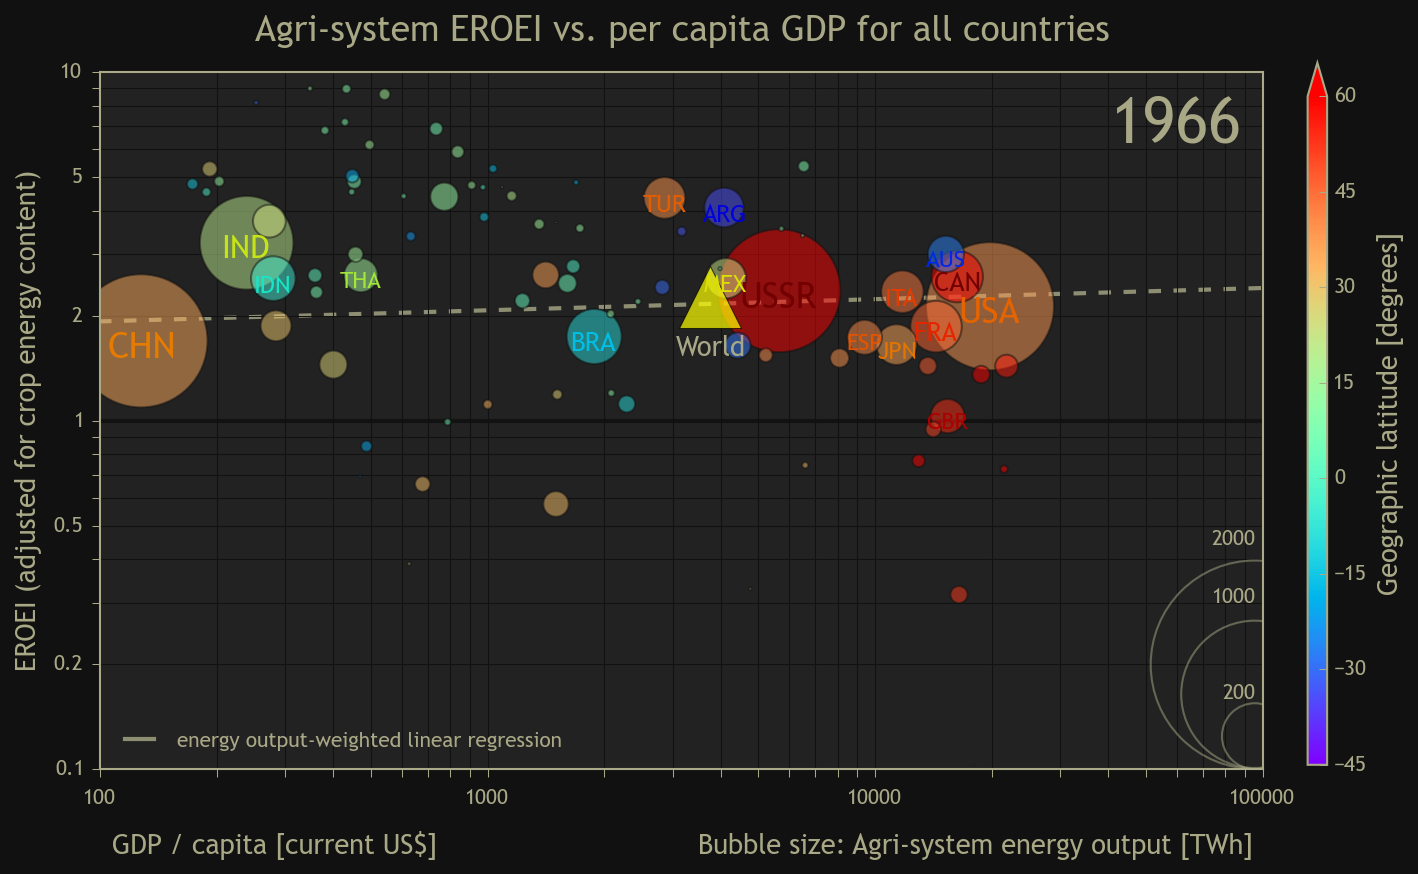 Agri-system EROEI vs. per capita GDP for all countries
1966
EROEI (adjusted for crop energy content)
10
5
2
1
0.5
0.2
0.1
CHN
IND
IDN
THA
BRA
TUR
ARG
MEX
USSR
World
AUS
CAN
ITA
USA
FRA
ESP
JPN
GBR
2000
1000
200
energy output-weighted linear regression
100
1000
10000
100000
GDP / capita [current US$]
Bubble size: Agri-system energy output [TWh]
60
45
30
15
0
−15
−30
−45
Geographic latitude [degrees]